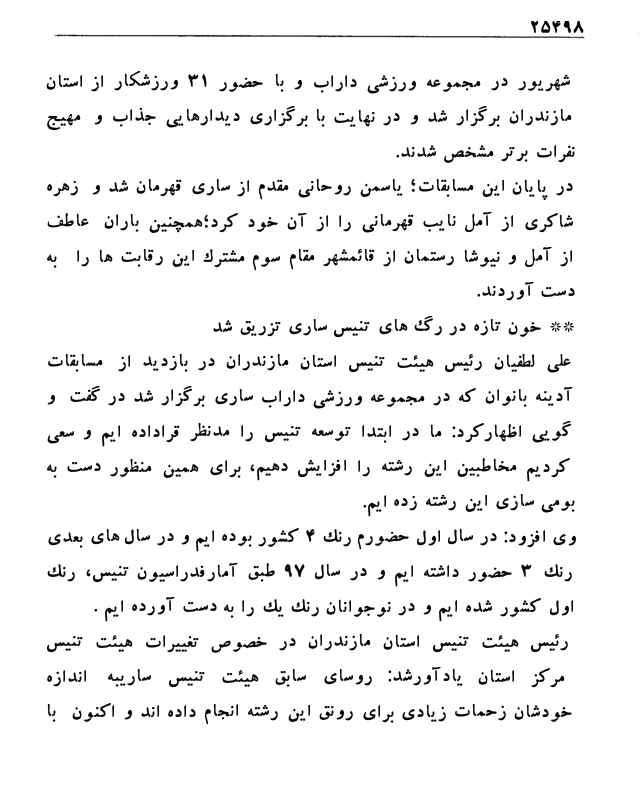 ۲۵۴۹۸
شهریور در مجموعه ورزشی داراب و با حضور ۳۱ ورزشکار از استان
مازندران برگزار شد و در نهایت با برگزاری دیدارهایی جذاب و مهیج
نفرات برتر مشخص شدند.
در پایان این مسابقات؛ یاسمن روحانی مقدم از ساری قهرمان شد و زهره
شاکری از آمل نایب قهرمانی را از آن خود کرد؛همچنین باران عاطف
از آمل و نیوشا رستمان از قائمشهر مقام سوم مشترك این رقابت ها را به
دست آوردند.
** خون تازه در رگ های تنیس ساری تزریق شد
علی لطفیان رئیس هیئت تنیس استان مازندران در بازدید از مسابقات
آدینه بانوان که در مجموعه ورزشی داراب ساری برگزار شد در گفت و
گویی اظهارکرد: ما در ابتدا توسعه تنیس را مدنظر قراداده ایم و سعی
کردیم مخاطبین این رشته را افزایش دهیم، برای همین منظور دست به
بومی سازی این رشته زده ایم.
وی افزود: در سال اول حضورم رنك ۴ کشور بوده ایم و در سال های بعدی
رنك ۳ حضور داشته ایم و در سال ۹۷ طبق آمارفدراسیون تنیس، رنك
اول کشور شده ایم و در نوجوانان رنك یك را به دست آورده ایم .
رئیس هیئت تنیس استان مازندران در خصوص تغییرات هیئت تنیس
مرکز استان یادآورشد: روسای سابق هیئت تنیس ساریبه اندازه
خودشان زحمات زیادی برای رونق این رشته انجام داده اند و اکنون با